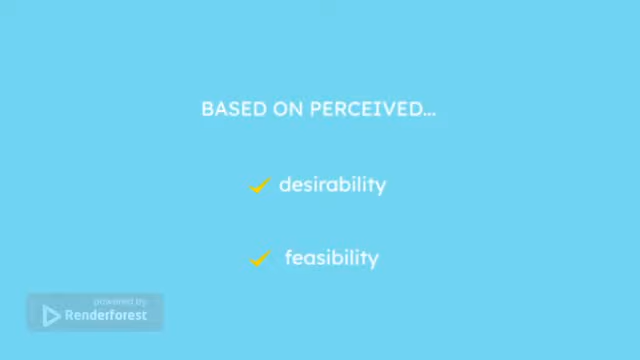 BASED ON PERCEIVED...
desirability
feasibility
powered by
Renderforest